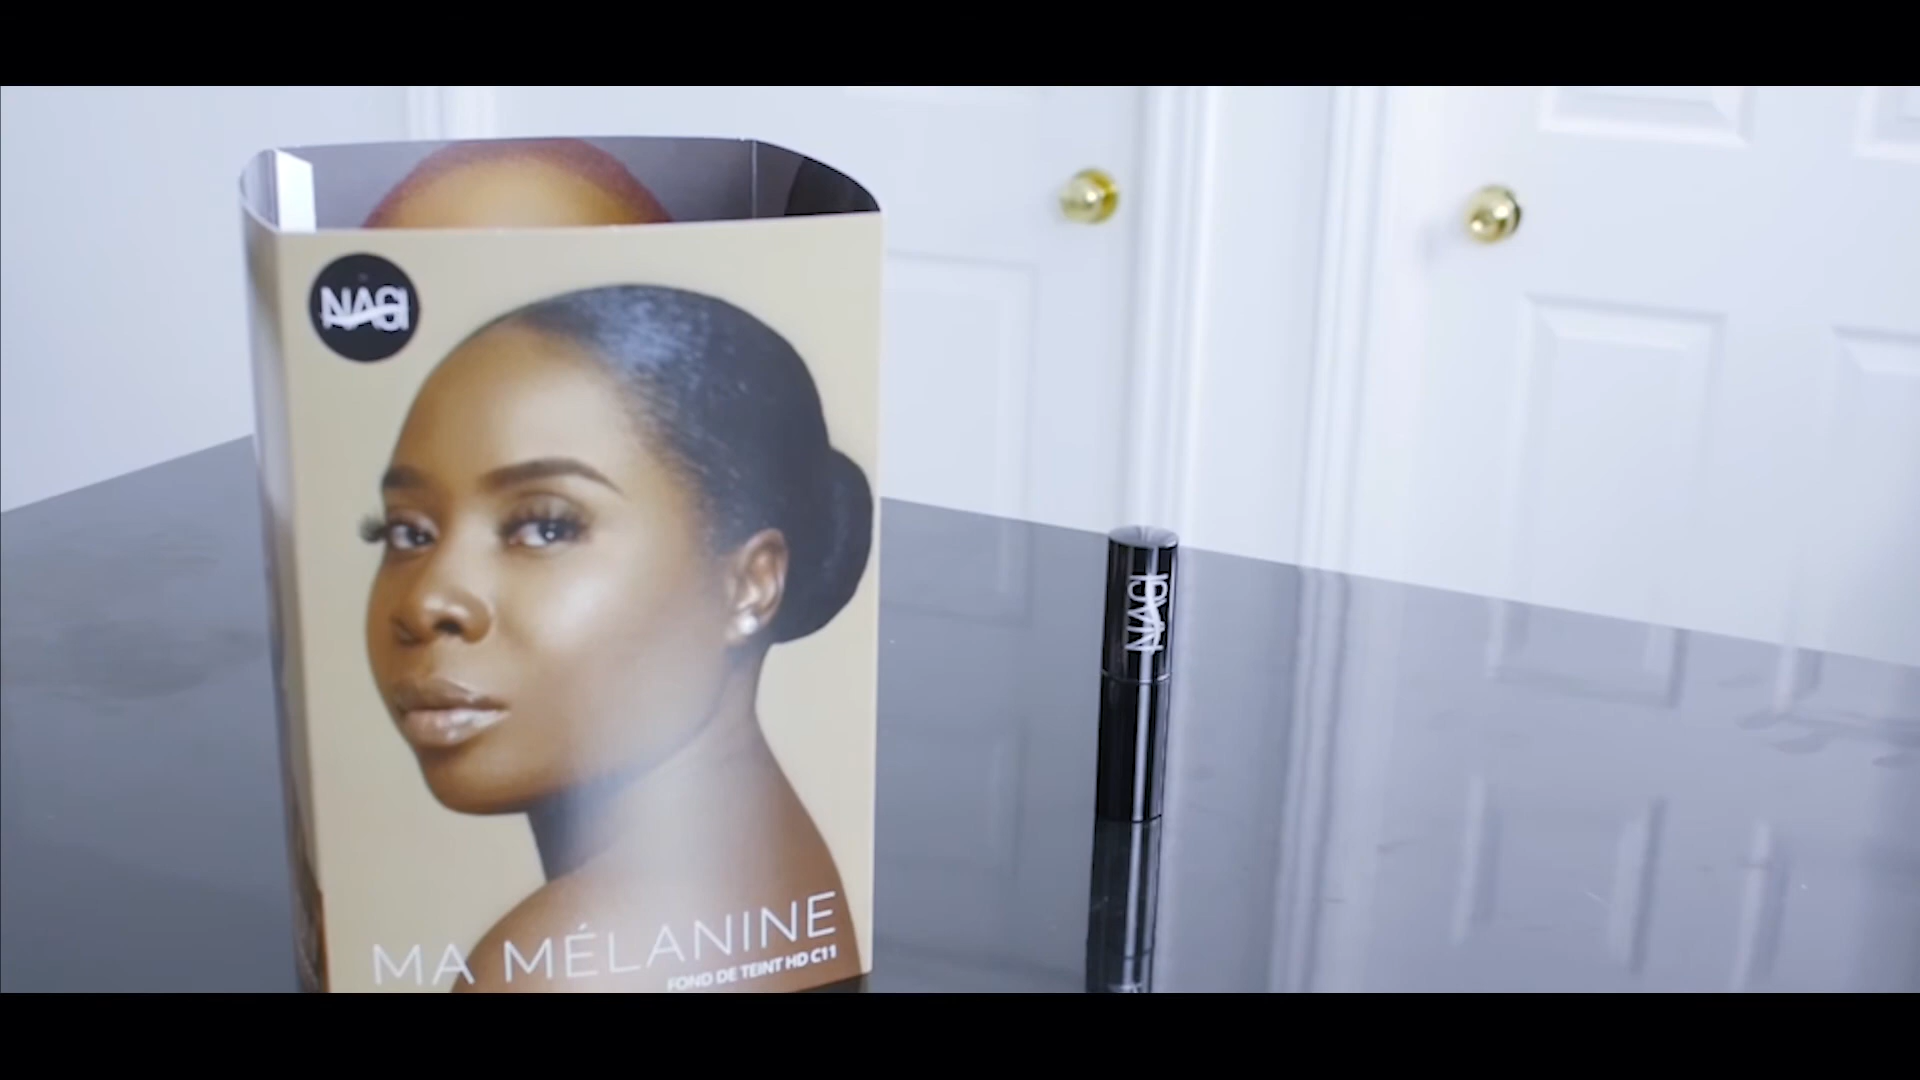 NAGI
MA MÉLANINE
FOND DE TEINT HD C11
NAGI